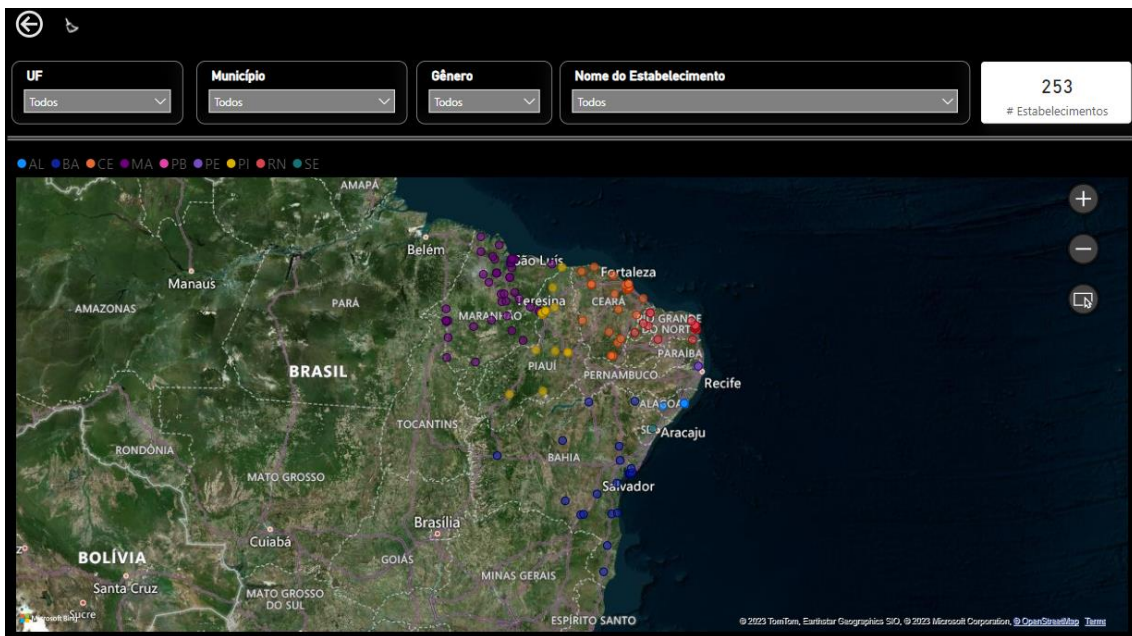 UF
Município
Gênero
Nome do Estabelecimento
Todos
Todos
Todos
Todos
253
# Estabelecimentos
AL BA CE MA PB PE PI RN SE
AMAPÁ
Belém
São Luís
Fortaleza
Manaus
Teresina
CEARÁ
AMAZONAS
PARÁ
MARANHÃO
RIO GRANDE
DO NORTE
PARAÍBA
BRASIL
PIAUÍ
PERNAMBUCO
Recife
ALAGOAS
TOCANTINS
Aracaju
RONDÔNIA
BAHIA
MATO GROSSO
Salvador
Brasília
Cuiabá
GOIÁS
BOLÍVIA
MINAS GERAIS
Santa Cruz
MATO GROSSO
DO SUL
Sucre
Microsoft Bing
ESPÍRITO SANTO
© 2023 TomTom, Earthstar Geographics SIO, © 2023 Microsoft Corporation, © OpenStreetMap Terms